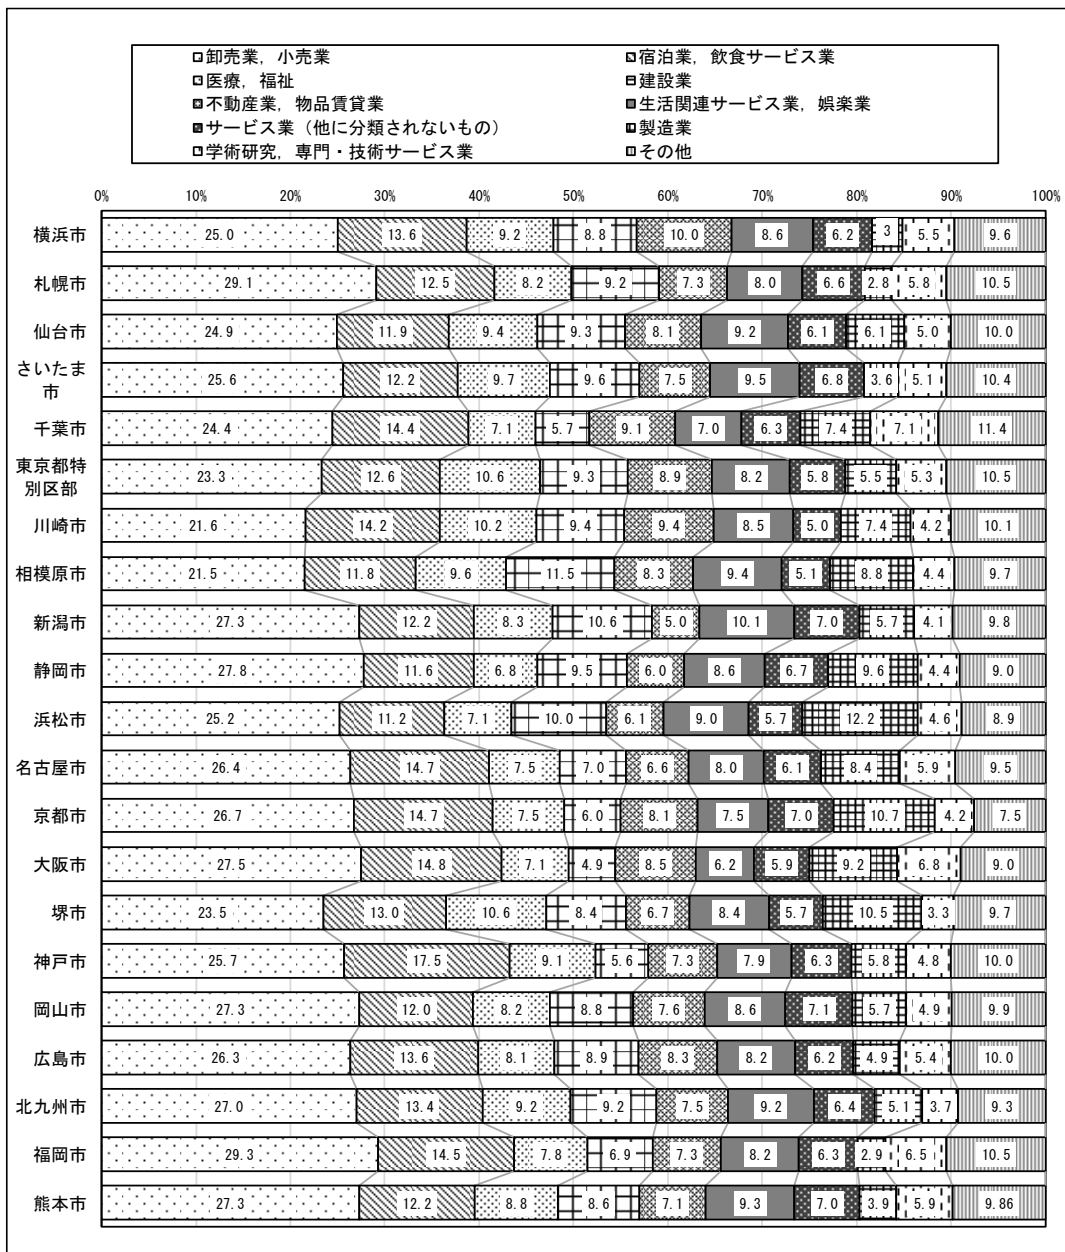 卸売業，小売業 宿泊業，飲食サービス業
医療，福祉 建設業
不動産業，物品賃貸業 生活関連サービス業，娯楽業
サービス業（他に分類されないもの） 製造業
学術研究，専門・技術サービス業 その他
0% 10% 20% 30% 40% 50% 60% 70% 80% 90% 100%
横浜市 25.0 13.6 9.2 8.8 10.0 8.6 6.2 3 5.5 9.6
札幌市 29.1 12.5 8.2 9.2 7.3 8.0 6.6 2.8 5.8 10.5
仙台市 24.9 11.9 9.4 9.3 8.1 9.2 6.1 6.1 5.0 10.0
さいたま
市 25.6 12.2 9.7 9.6 7.5 9.5 6.8 3.6 5.1 10.4
千葉市 24.4 14.4 7.1 5.7 9.1 7.0 6.3 7.4 7.1 11.4
東京都特
別区部 23.3 12.6 10.6 9.3 8.9 8.2 5.8 5.5 5.3 10.5
川崎市 21.6 14.2 10.2 9.4 9.4 8.5 5.0 7.4 4.2 10.1
相模原市 21.5 11.8 9.6 11.5 8.3 9.4 5.1 8.8 4.4 9.7
新潟市 27.3 12.2 8.3 10.6 5.0 10.1 7.0 5.7 4.1 9.8
静岡市 27.8 11.6 6.8 9.5 6.0 8.6 6.7 9.6 4.4 9.0
浜松市 25.2 11.2 7.1 10.0 6.1 9.0 5.7 12.2 4.6 8.9
名古屋市 26.4 14.7 7.5 7.0 6.6 8.0 6.1 8.4 5.9 9.5
京都市 26.7 14.7 7.5 6.0 8.1 7.5 7.0 10.7 4.2 7.5
大阪市 27.5 14.8 7.1 4.9 8.5 6.2 5.9 9.2 6.8 9.0
堺市 23.5 13.0 10.6 8.4 6.7 8.4 5.7 10.5 3.3 9.7
神戸市 25.7 17.5 9.1 5.6 7.3 7.9 6.3 5.8 4.8 10.0
岡山市 27.3 12.0 8.2 8.8 7.6 8.6 7.1 5.7 4.9 9.9
広島市 26.3 13.6 8.1 8.9 8.3 8.2 6.2 4.9 5.4 10.0
北九州市 27.0 13.4 9.2 9.2 7.5 9.2 6.4 5.1 3.7 9.3
福岡市 29.3 14.5 7.8 6.9 7.3 8.2 6.3 2.9 6.5 10.5
熊本市 27.3 12.2 8.8 8.6 7.1 9.3 7.0 3.9 5.9 9.86